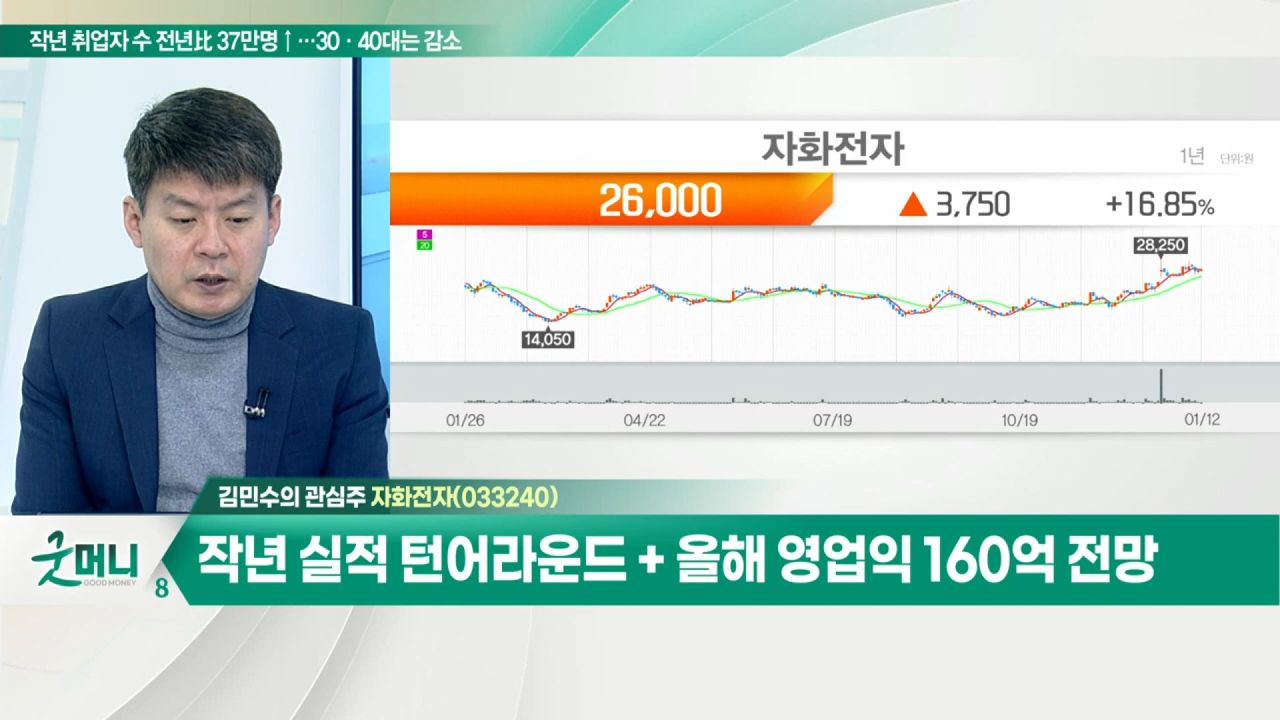 작년 취업자 수 전년比 37만명↑…30·40대는 감소
자화전자
1년 단위:원
26,000 ▲ 3,750 +16.85%
5
20
28,250
14,050
01/26 04/22 07/19 10/19 01/12
김민수의 관심주 자화전자(033240)
굿머니
GOOD MONEY
8
작년 실적 턴어라운드 + 올해 영업익 160억 전망